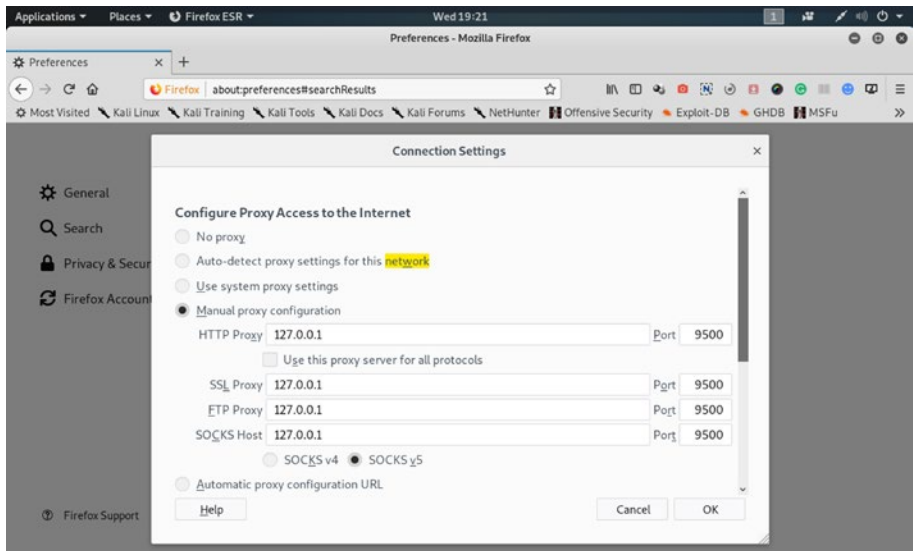 Applications Places Firefox ESR Wed 19:21 1
Preferences - Mozilla Firefox
Preferences
Firefox about:preferences#searchResults
Most Visited Kali Linux Kali Training Kali Tools Kali Docs Kali Forums NetHunter Offensive Security Exploit-DB GHDB MSFu
Connection Settings
General
Search
Privacy & Secur
Firefox Account
Configure Proxy Access to the Internet
No proxy
Auto-detect proxy settings for this network
Use system proxy settings
Manual proxy configuration
HTTP Proxy 127.0.0.1 Port 9500
Use this proxy server for all protocols
SSL Proxy 127.0.0.1 Port 9500
FTP Proxy 127.0.0.1 Port 9500
SOCKS Host 127.0.0.1 Port 9500
SOCKS v4 SOCKS v5
Automatic proxy configuration URL
Help Cancel OK
Firefox Support